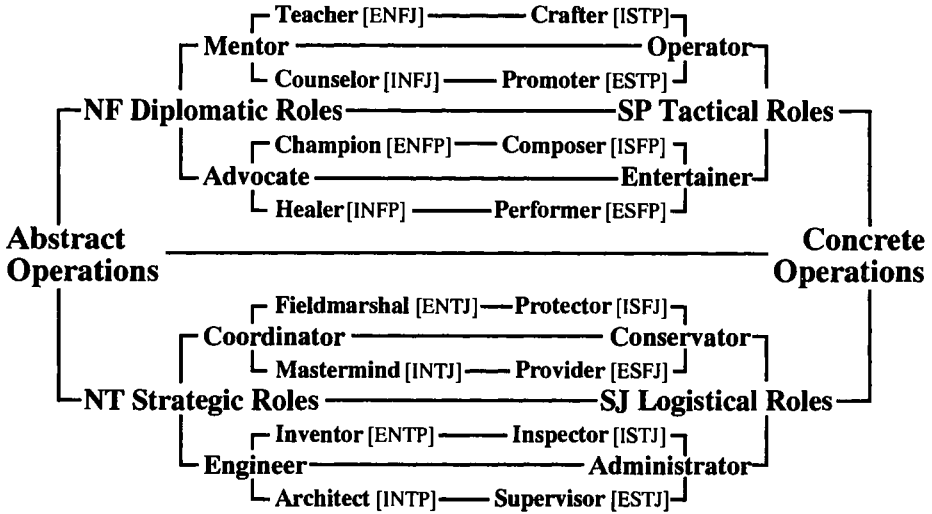 Teacher [ENFJ] Crafter [ISTP]
Mentor Operator
Counselor [INFJ] Promoter [ESTP]
NF Diplomatic Roles SP Tactical Roles
Champion [ENFP] Composer [ISFP]
Advocate Entertainer
Healer [INFP] Performer [ESFP]
Abstract Operations Concrete Operations
Fieldmarshal [ENTJ] Protector [ISFJ]
Coordinator Conservator
Mastermind [INTJ] Provider [ESFJ]
NT Strategic Roles SJ Logistical Roles
Inventor [ENTP] Inspector [ISTJ]
Engineer Administrator
Architect [INTP] Supervisor [ESTJ]